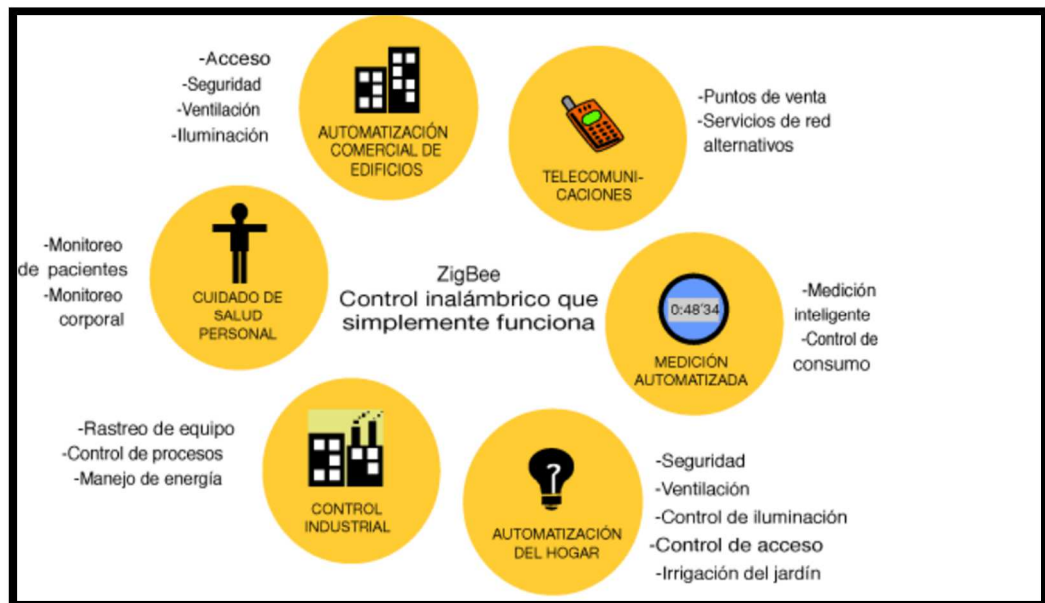 -Acceso
-Seguridad
-Ventilación
-Iluminación
AUTOMATIZACIÓN
COMERCIAL DE
EDIFICIOS
TELECOMUNI-
CACIONES
-Puntos de venta
-Servicios de red
alternativos
-Monitoreo
de pacientes
-Monitoreo
corporal
CUIDADO DE
SALUD
PERSONAL
ZigBee
Control inalámbrico que
simplemente funciona
0:48'34
MEDICIÓN
AUTOMATIZADA
-Medición
inteligente
-Control de
consumo
-Rastreo de equipo
-Control de procesos
-Manejo de energía
CONTROL
INDUSTRIAL
?
AUTOMATIZACIÓN
DEL HOGAR
-Seguridad
-Ventilación
-Control de iluminación
-Control de acceso
-Irrigación del jardín